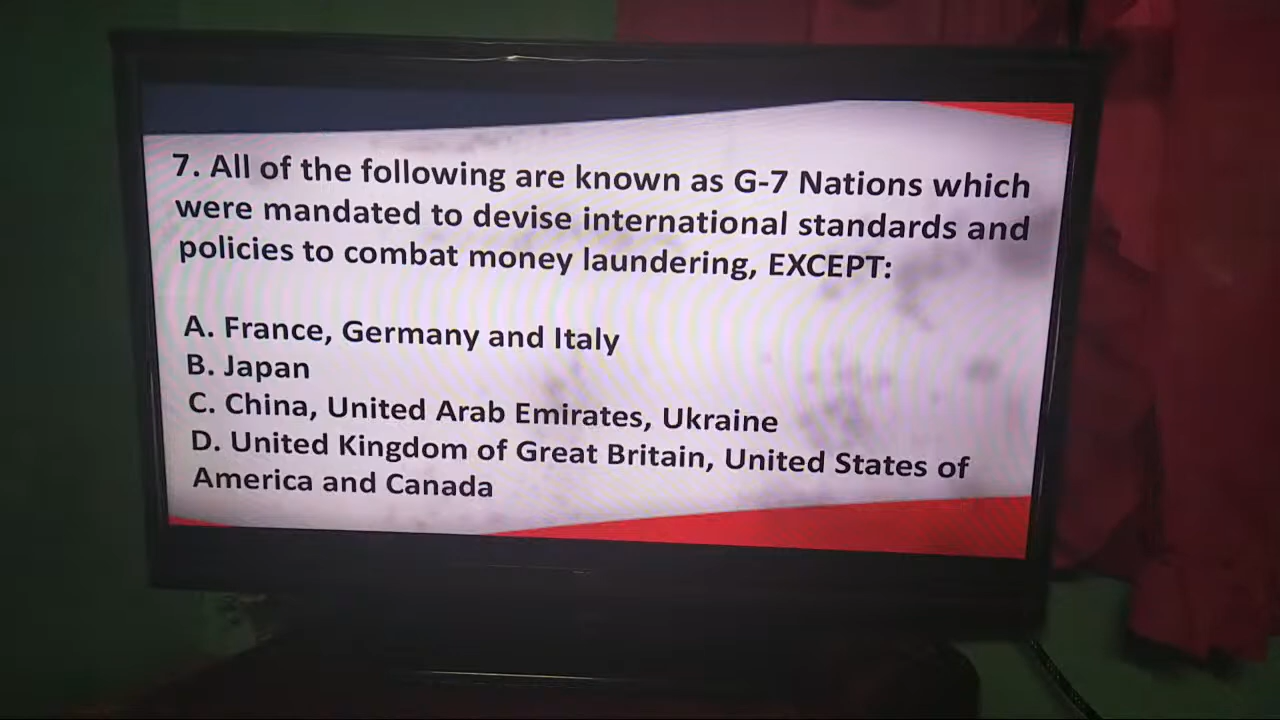 7. All of the following are known as G-7 Nations which
were mandated to devise international standards and
policies to combat money laundering, EXCEPT:
A. France, Germany and Italy
B. Japan
C. China, United Arab Emirates, Ukraine
D. United Kingdom of Great Britain, United States of
America and Canada